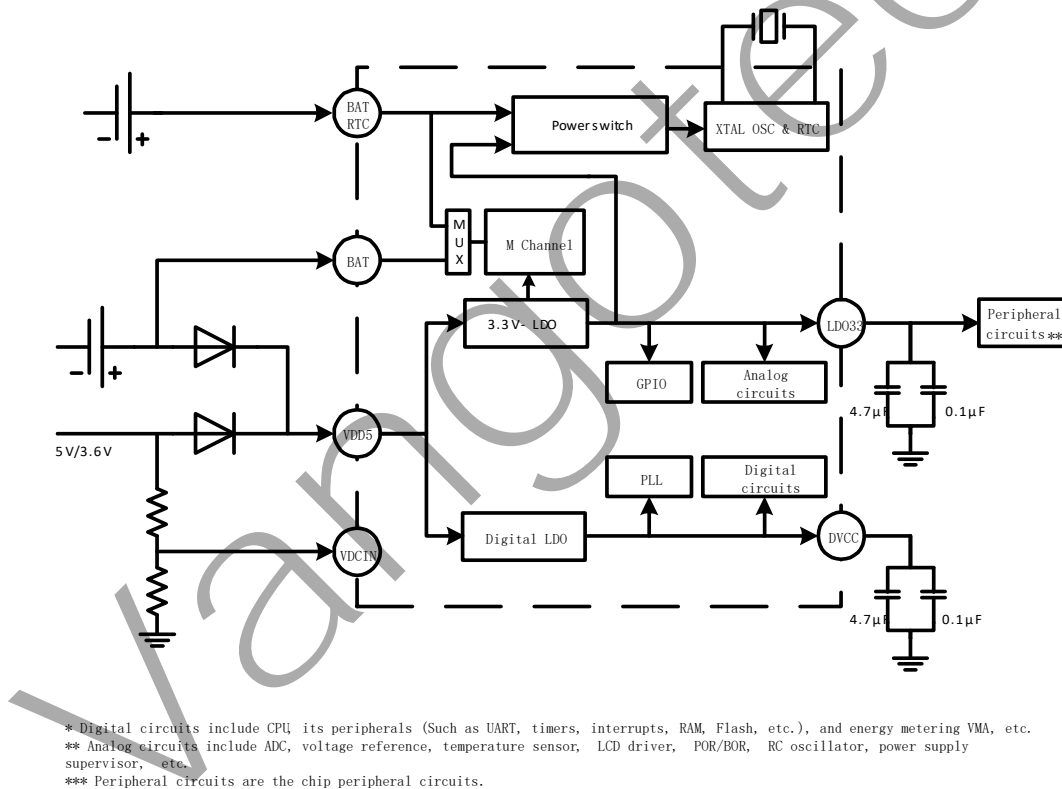 BAT
RTC
Power switch
XTAL OSC & RTC
- +
M
U
X
M Channel
BAT
3.3V- LDO
LDO33
Peripheral
circuits **
- +
GPIO
Analog
circuits
4.7μF
0.1μF
VDD5
5V/3.6V
PLL
Digital
circuits
Digital LDO
DVCC
VDCIN
4.7μF
0.1μF
* Digital circuits include CPU, its peripherals (Such as UART, timers, interrupts, RAM, Flash, etc.), and energy metering VMA, etc.
** Analog circuits include ADC, voltage reference, temperature sensor, LCD driver, POR/BOR, RC oscillator, power supply
supervisor, etc.
*** Peripheral circuits are the chip peripheral circuits.